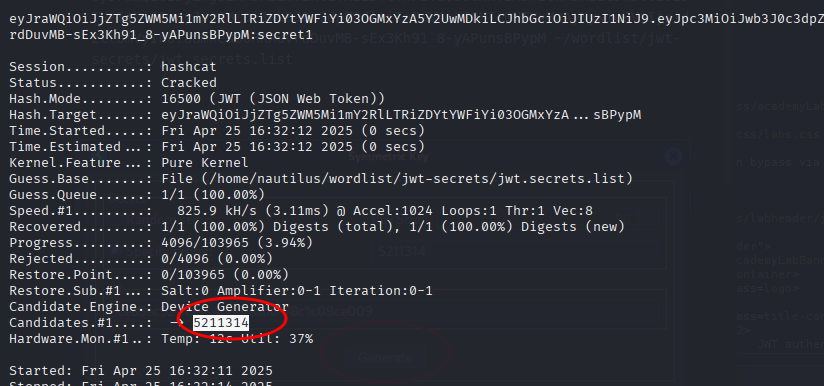 eyJraWQiOiJjZTg5ZWM5Mi1mY2RlLTRiZDYtYWFiYi03OGMxYzA5Y2UwMDkiLCJhbGciOiJIUzI1NiJ9.eyJpc3MiOiJwb3J0c3dpZ
rdDuvMB-sEx3Kh91_8-yAPunsBPypM:secret1
Session..........: hashcat
Status...........: Cracked
Hash.Mode........: 16500 (JWT (JSON Web Token))
Hash.Target......: eyJraWQiOiJjZTg5ZWM5Mi1mY2RlLTRiZDYtYWFiYi03OGMxYzA...sBPypM
Time.Started.....: Fri Apr 25 16:32:12 2025 (0 secs)
Time.Estimated...: Fri Apr 25 16:32:12 2025 (0 secs)
Kernel.Feature...: Pure Kernel
Guess.Base.......: File (/home/nautilus/wordlist/jwt-secrets/jwt.secrets.list)
Guess.Queue......: 1/1 (100.00%)
Speed.#1.........:   825.9 kH/s (3.11ms) @ Accel:1024 Loops:1 Thr:1 Vec:8
Recovered........: 1/1 (100.00%) Digests (total), 1/1 (100.00%) Digests (new)
Progress.........: 4096/103965 (3.94%)
Rejected.........: 0/4096 (0.00%)
Restore.Point....: 0/103965 (0.00%)
Restore.Sub.#1...: Salt:0 Amplifier:0-1 Iteration:0-1
Candidate.Engine.: Device Generator
Candidates.#1....:  -> 5211314
Hardware.Mon.#1..: Temp: 12c Util: 37%
Started: Fri Apr 25 16:32:11 2025
Stopped: Fri Apr 25 16:32:14 2025